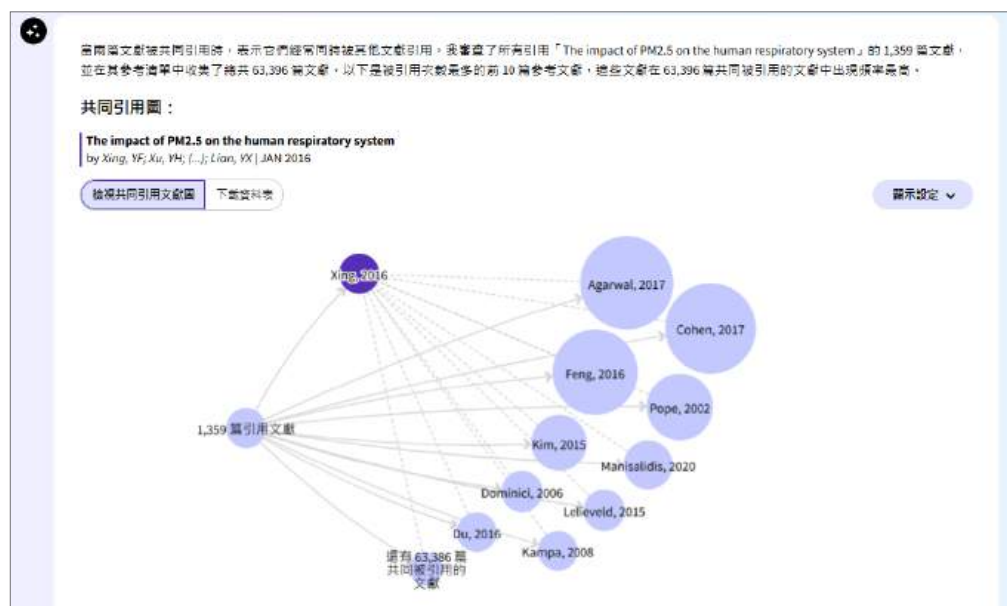 當兩篇文獻被共同引用時，表示它們經常同時被其他文獻引用。我審查了所有引用「The impact of PM2.5 on the human respiratory system」的 1,359 篇文獻，
並在其參考清單中收集了總共 63,396 篇文獻，以下是被引用次數最多的前 10 篇參考文獻，這些文獻在 63,396 篇共同被引用的文獻中出現頻率最高。
共同引用圖：
The impact of PM2.5 on the human respiratory system
by Xing, YF; Xu, YH; (...); Lian, YX | JAN 2016
檢視共同引用文獻圖
下載資料表
顯示設定
Xing, 2016
Agarwal, 2017
Cohen, 2017
Feng, 2016
Pope, 2002
1,359 篇引用文獻
Kim, 2015
Manisalidis, 2020
Dominici, 2006
Lelieveld, 2015
Du, 2016
Kampa, 2008
還有 63,386 篇
共同被引用的
文獻